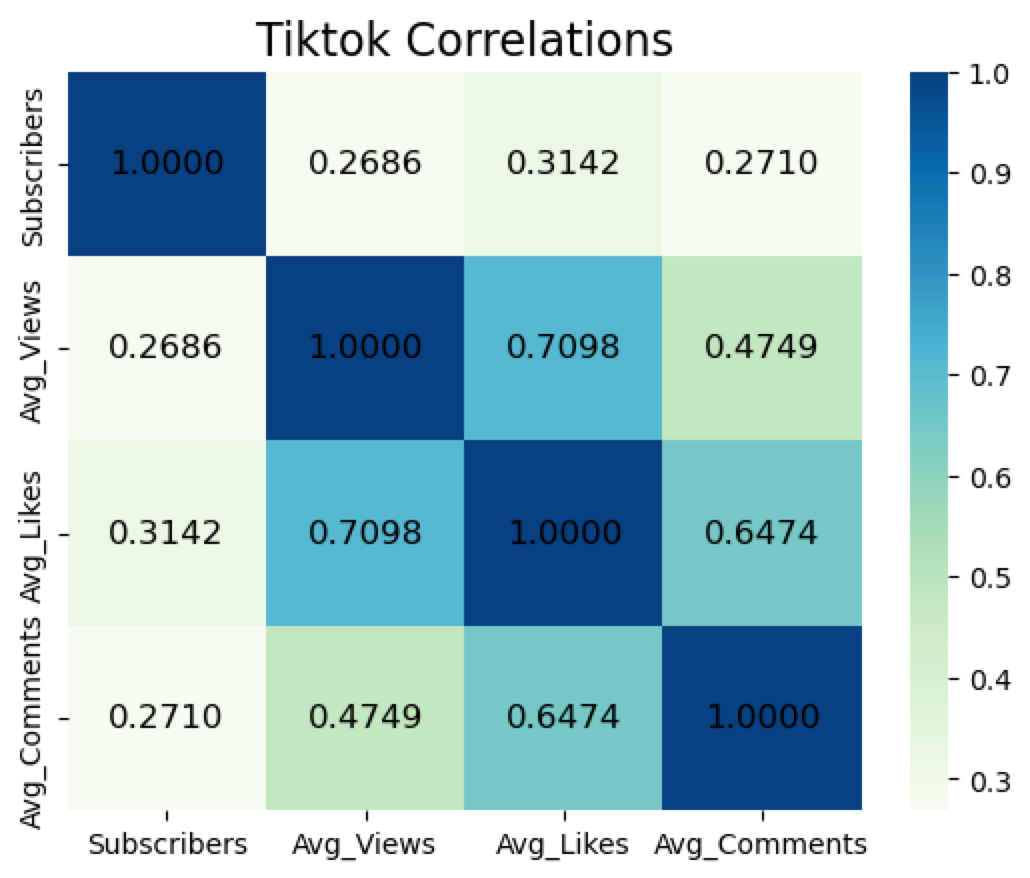 Tiktok Correlations
Subscribers 1.0000 0.2686 0.3142 0.2710
Avg_Views 0.2686 1.0000 0.7098 0.4749
Avg_Likes 0.3142 0.7098 1.0000 0.6474
Avg_Comments 0.2710 0.4749 0.6474 1.0000
Subscribers Avg_Views Avg_Likes Avg_Comments
1.0
0.9
0.8
0.7
0.6
0.5
0.4
0.3